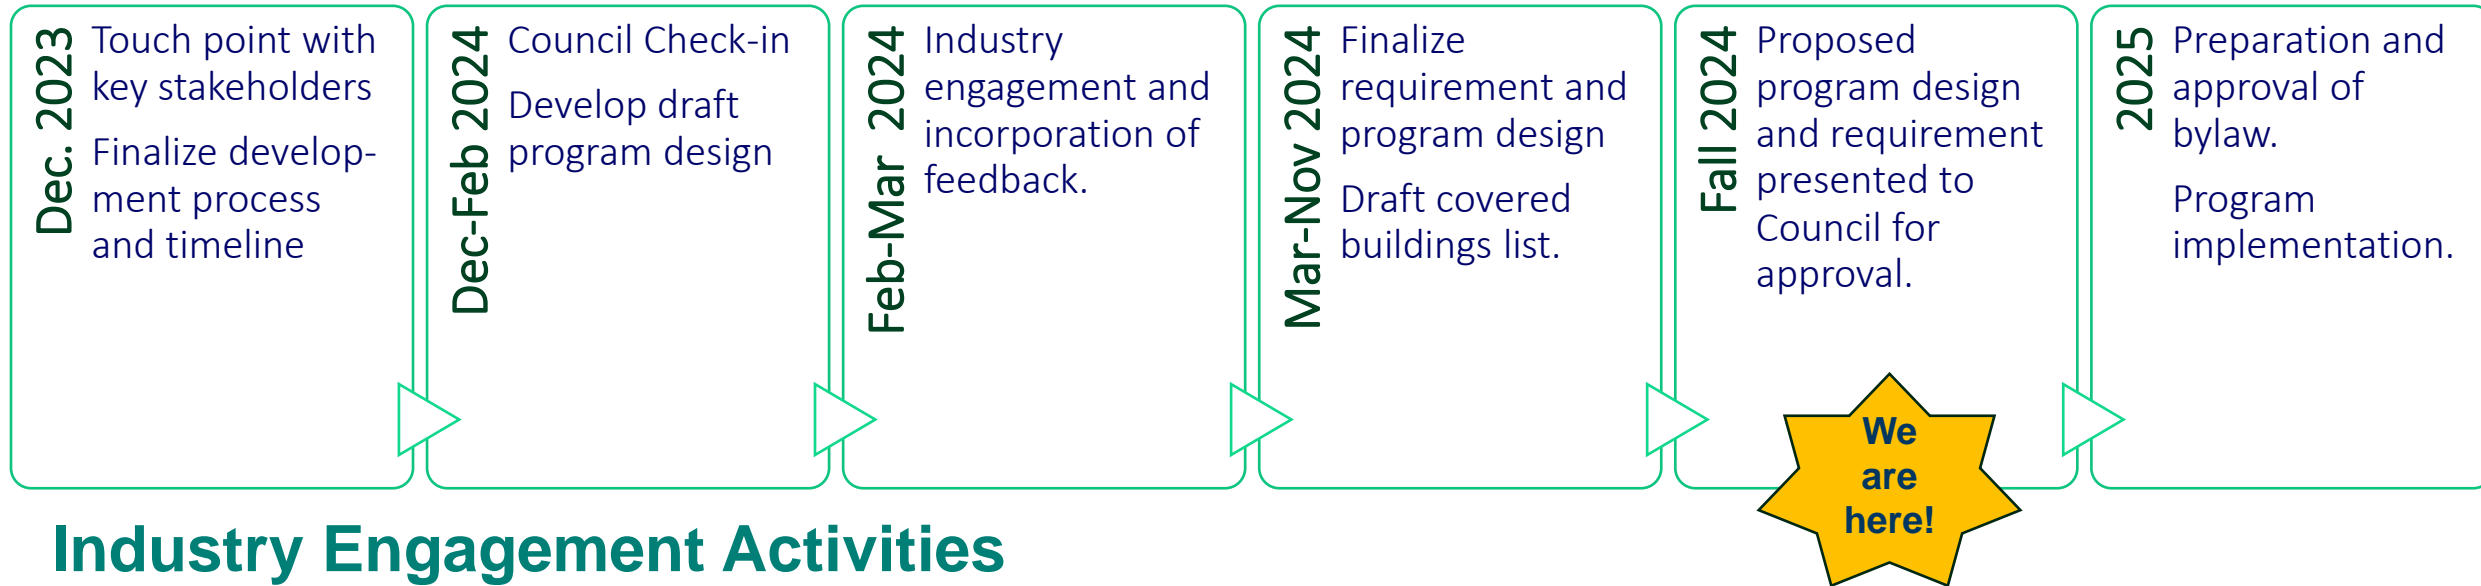 Dec. 2023
Touch point with
key stakeholders
Finalize develop-
ment process
and timeline
Dec-Feb 2024
Council Check-in
Develop draft
program design
Feb-Mar 2024
Industry
engagement and
incorporation of
feedback.
Mar-Nov 2024
Finalize
requirement and
program design
Draft covered
buildings list.
Fall 2024
Proposed
program design
and requirement
presented to
Council for
approval.
2025
Preparation and
approval of
bylaw.
Program
implementation.
We
are
here!
Industry Engagement Activities